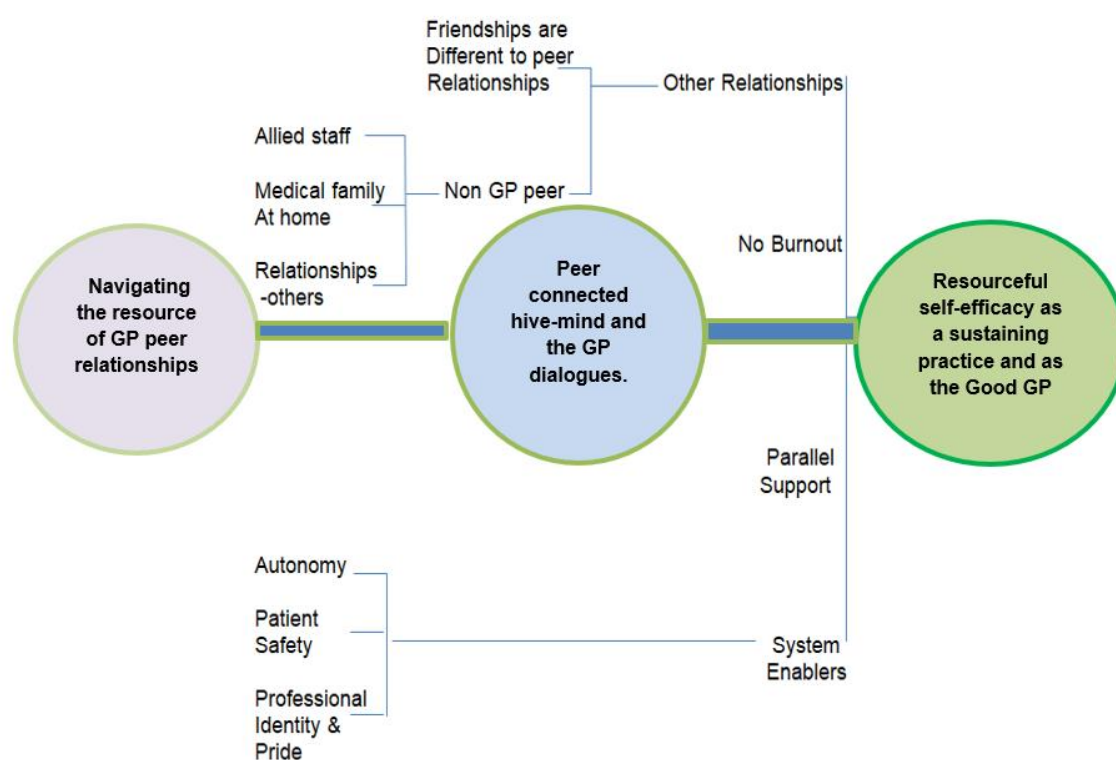 Friendships are
Different to peer
Relationships
Other Relationships
Allied staff
Medical family
At home
Non GP peer
Relationships
-others
No Burnout
Navigating
the resource
of GP peer
relationships
Peer
connected
hive-mind and
the GP
dialogues.
Resourceful
self-efficacy as
a sustaining
practice and as
the Good GP
Parallel
Support
Autonomy
Patient
Safety
System
Enablers
Professional
Identity &
Pride